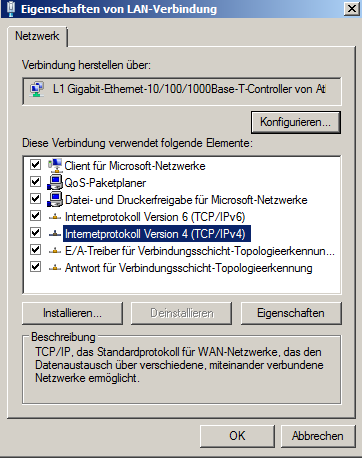 Eigenschaften von LAN-Verbindung
Netzwerk
Verbindung herstellen über:
L1 Gigabit-Ethernet-10/100/1000Base-T-Controller von Atl
Konfigurieren...
Diese Verbindung verwendet folgende Elemente:
Client für Microsoft-Netzwerke
QoS-Paketplaner
Datei- und Druckerfreigabe für Microsoft-Netzwerke
Internetprotokoll Version 6 (TCP/IPv6)
Internetprotokoll Version 4 (TCP/IPv4)
E/A-Treiber für Verbindungsschicht-Topologieerkennun...
Antwort für Verbindungsschicht-Topologieerkennung
Installieren... Deinstallieren Eigenschaften
Beschreibung
TCP/IP, das Standardprotokoll für WAN-Netzwerke, das den
Datenaustausch über verschiedene, miteinander verbundene
Netzwerke ermöglicht.
OK Abbrechen